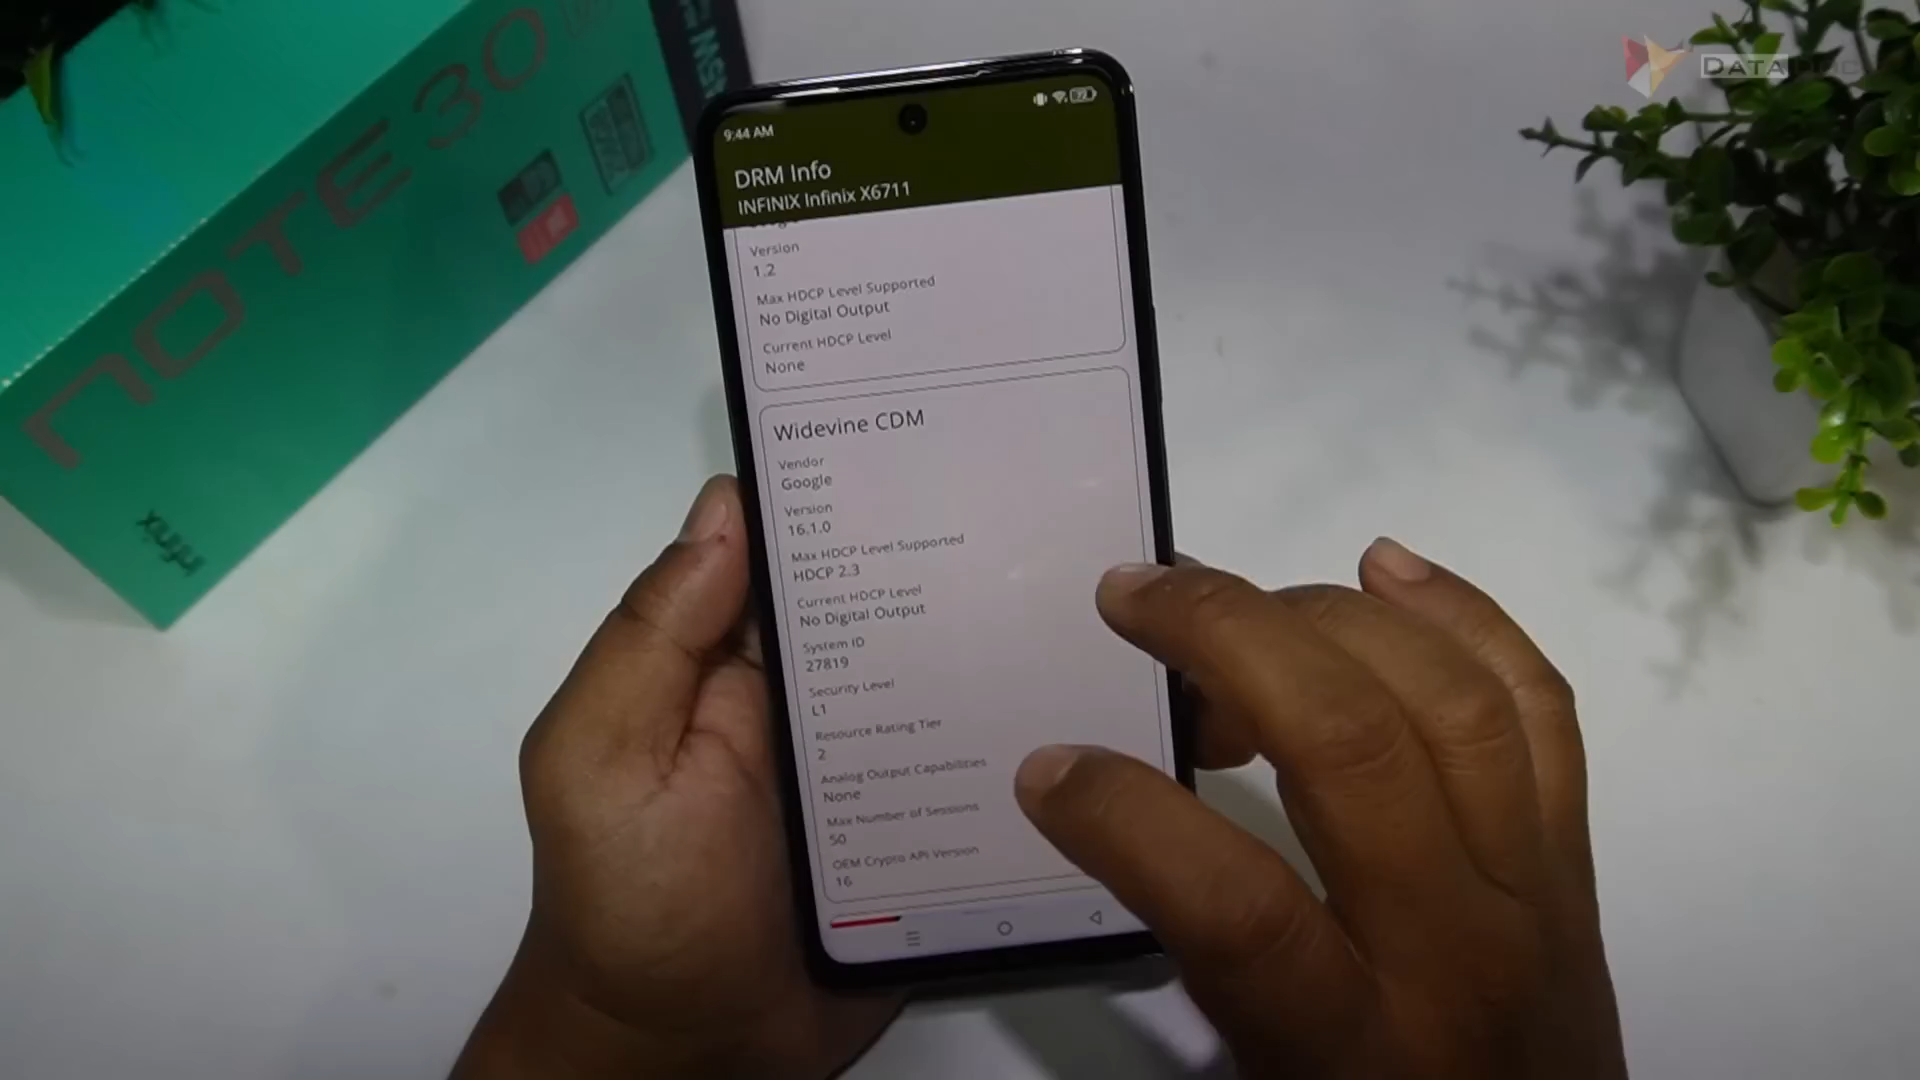 NOTE 30
Infinix
DATA
9:44 AM
DRM Info
INFINIX Infinix X6711
Version
1.2
Max HDCP Level Supported
No Digital Output
Current HDCP Level
None
Widevine CDM
Vendor
Google
Version
16.1.0
Max HDCP Level Supported
HDCP 2.3
Current HDCP Level
No Digital Output
System ID
27819
Security Level
L1
Resource Rating Tier
2
Analog Output Capabilities
None
Max Number of Sessions
50
OEM Crypto API Version
16